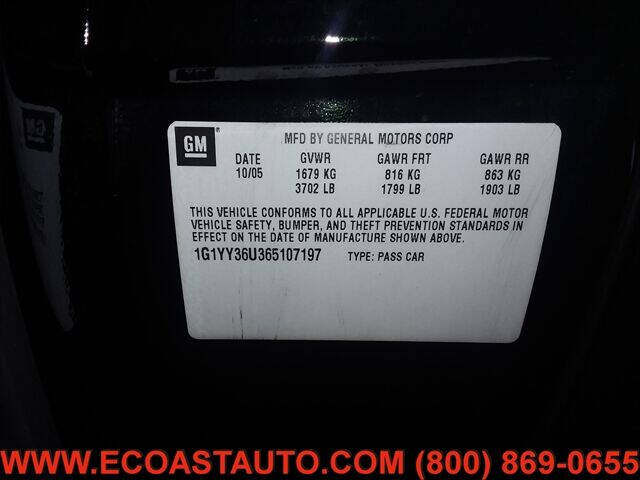 GM
MFD BY GENERAL MOTORS CORP
DATE GVWR GAWR FRT GAWR RR
10/05 1679 KG 816 KG 863 KG
3702 LB 1799 LB 1903 LB
THIS VEHICLE CONFORMS TO ALL APPLICABLE U.S. FEDERAL MOTOR
VEHICLE SAFETY, BUMPER, AND THEFT PREVENTION STANDARDS IN
EFFECT ON THE DATE OF MANUFACTURE SHOWN ABOVE.
1G1YY36U365107197 TYPE: PASS CAR
WWW.ECOASTAUTO.COM (800) 869-0655